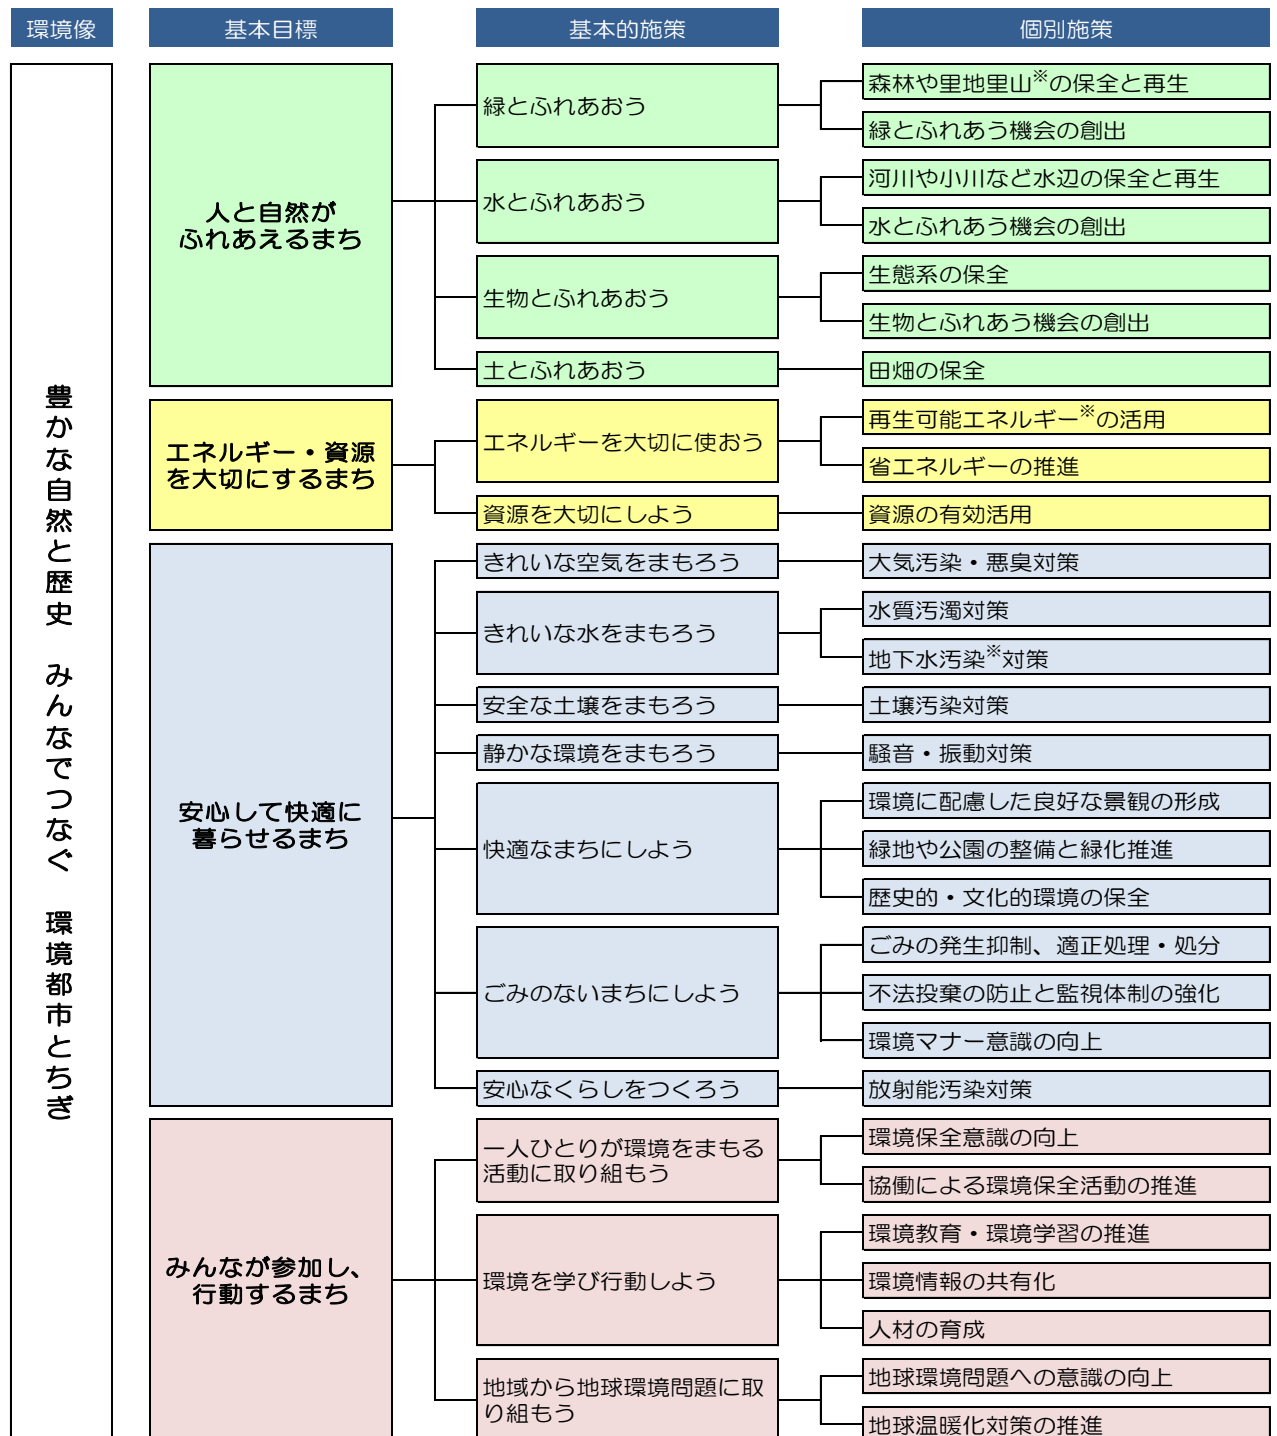 環境像
基本目標
基本的施策
個別施策
豊かな自然と歴史　みんなでつなぐ　環境都市とちぎ
人と自然が
ふれあえるまち
緑とふれあおう
森林や里地里山※の保全と再生
緑とふれあう機会の創出
水とふれあおう
河川や小川など水辺の保全と再生
水とふれあう機会の創出
生物とふれあおう
生態系の保全
生物とふれあう機会の創出
土とふれあおう
田畑の保全
エネルギー・資源
を大切にするまち
エネルギーを大切に使おう
再生可能エネルギー※の活用
省エネルギーの推進
資源を大切にしよう
資源の有効活用
安心して快適に
暮らせるまち
きれいな空気をまもろう
大気汚染・悪臭対策
きれいな水をまもろう
水質汚濁対策
地下水汚染※対策
安全な土壌をまもろう
土壌汚染対策
静かな環境をまもろう
騒音・振動対策
快適なまちにしよう
環境に配慮した良好な景観の形成
緑地や公園の整備と緑化推進
歴史的・文化的環境の保全
ごみのないまちにしよう
ごみの発生抑制、適正処理・処分
不法投棄の防止と監視体制の強化
環境マナー意識の向上
安心なくらしをつくろう
放射能汚染対策
みんなが参加し、
行動するまち
一人ひとりが環境をまもる
活動に取り組もう
環境保全意識の向上
協働による環境保全活動の推進
環境を学び行動しよう
環境教育・環境学習の推進
環境情報の共有化
人材の育成
地域から地球環境問題に取
り組もう
地球環境問題への意識の向上
地球温暖化対策の推進